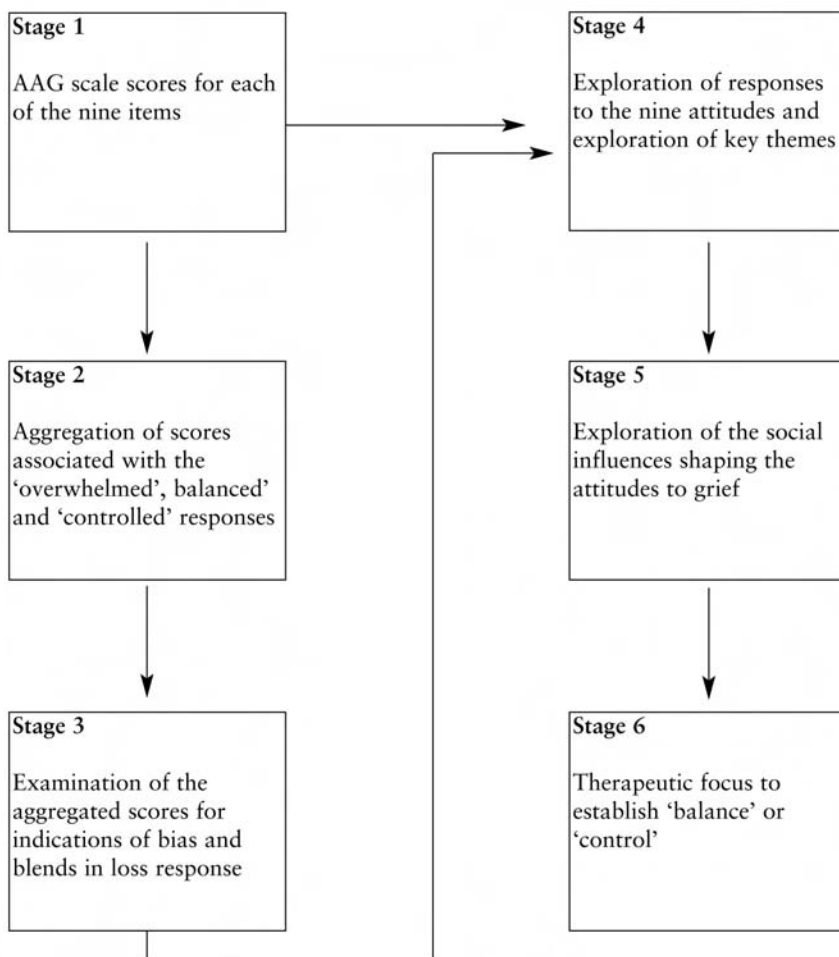 Stage 1
AAG scale scores for each
of the nine items
Stage 2
Aggregation of scores
associated with the
‘overwhelmed’, balanced’
and ‘controlled’ responses
Stage 3
Examination of the
aggregated scores for
indications of bias and
blends in loss response
Stage 4
Exploration of responses
to the nine attitudes and
exploration of key themes
Stage 5
Exploration of the social
influences shaping the
attitudes to grief
Stage 6
Therapeutic focus to
establish ‘balance’ or
‘control’